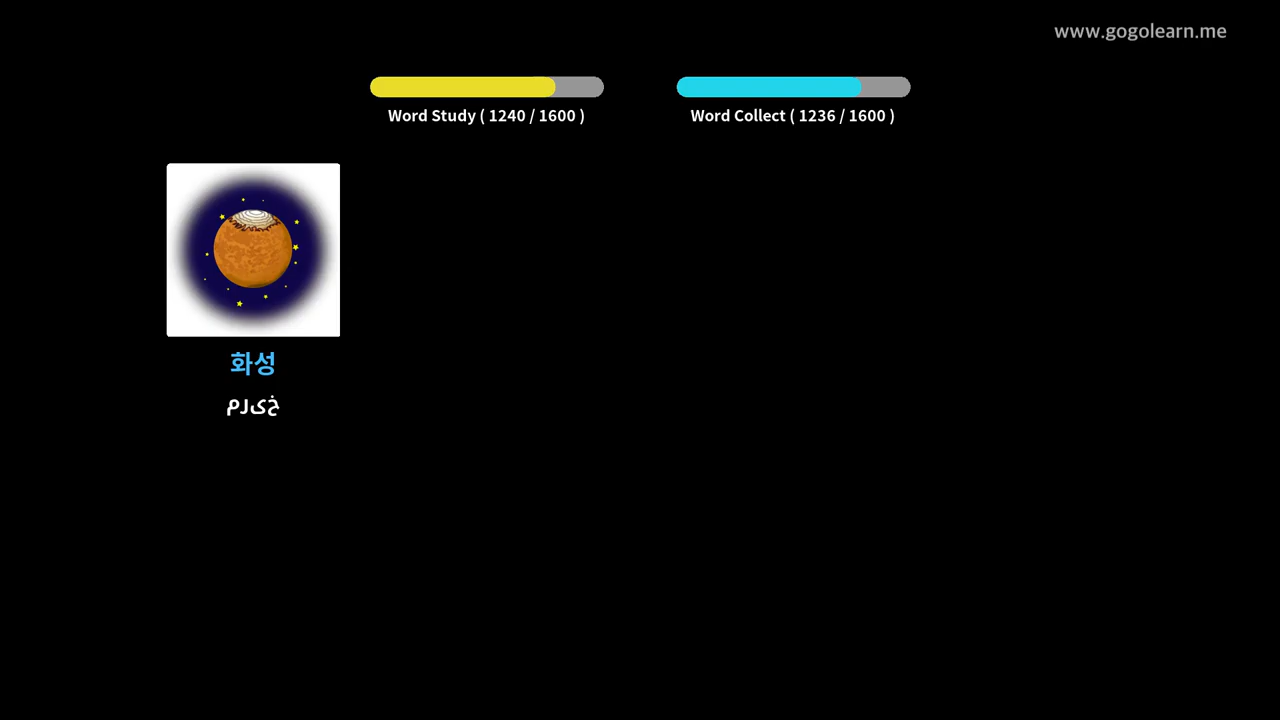 www.gogolearn.me
Word Study ( 1240 / 1600 )
Word Collect ( 1236 / 1600 )
화성
مریخ